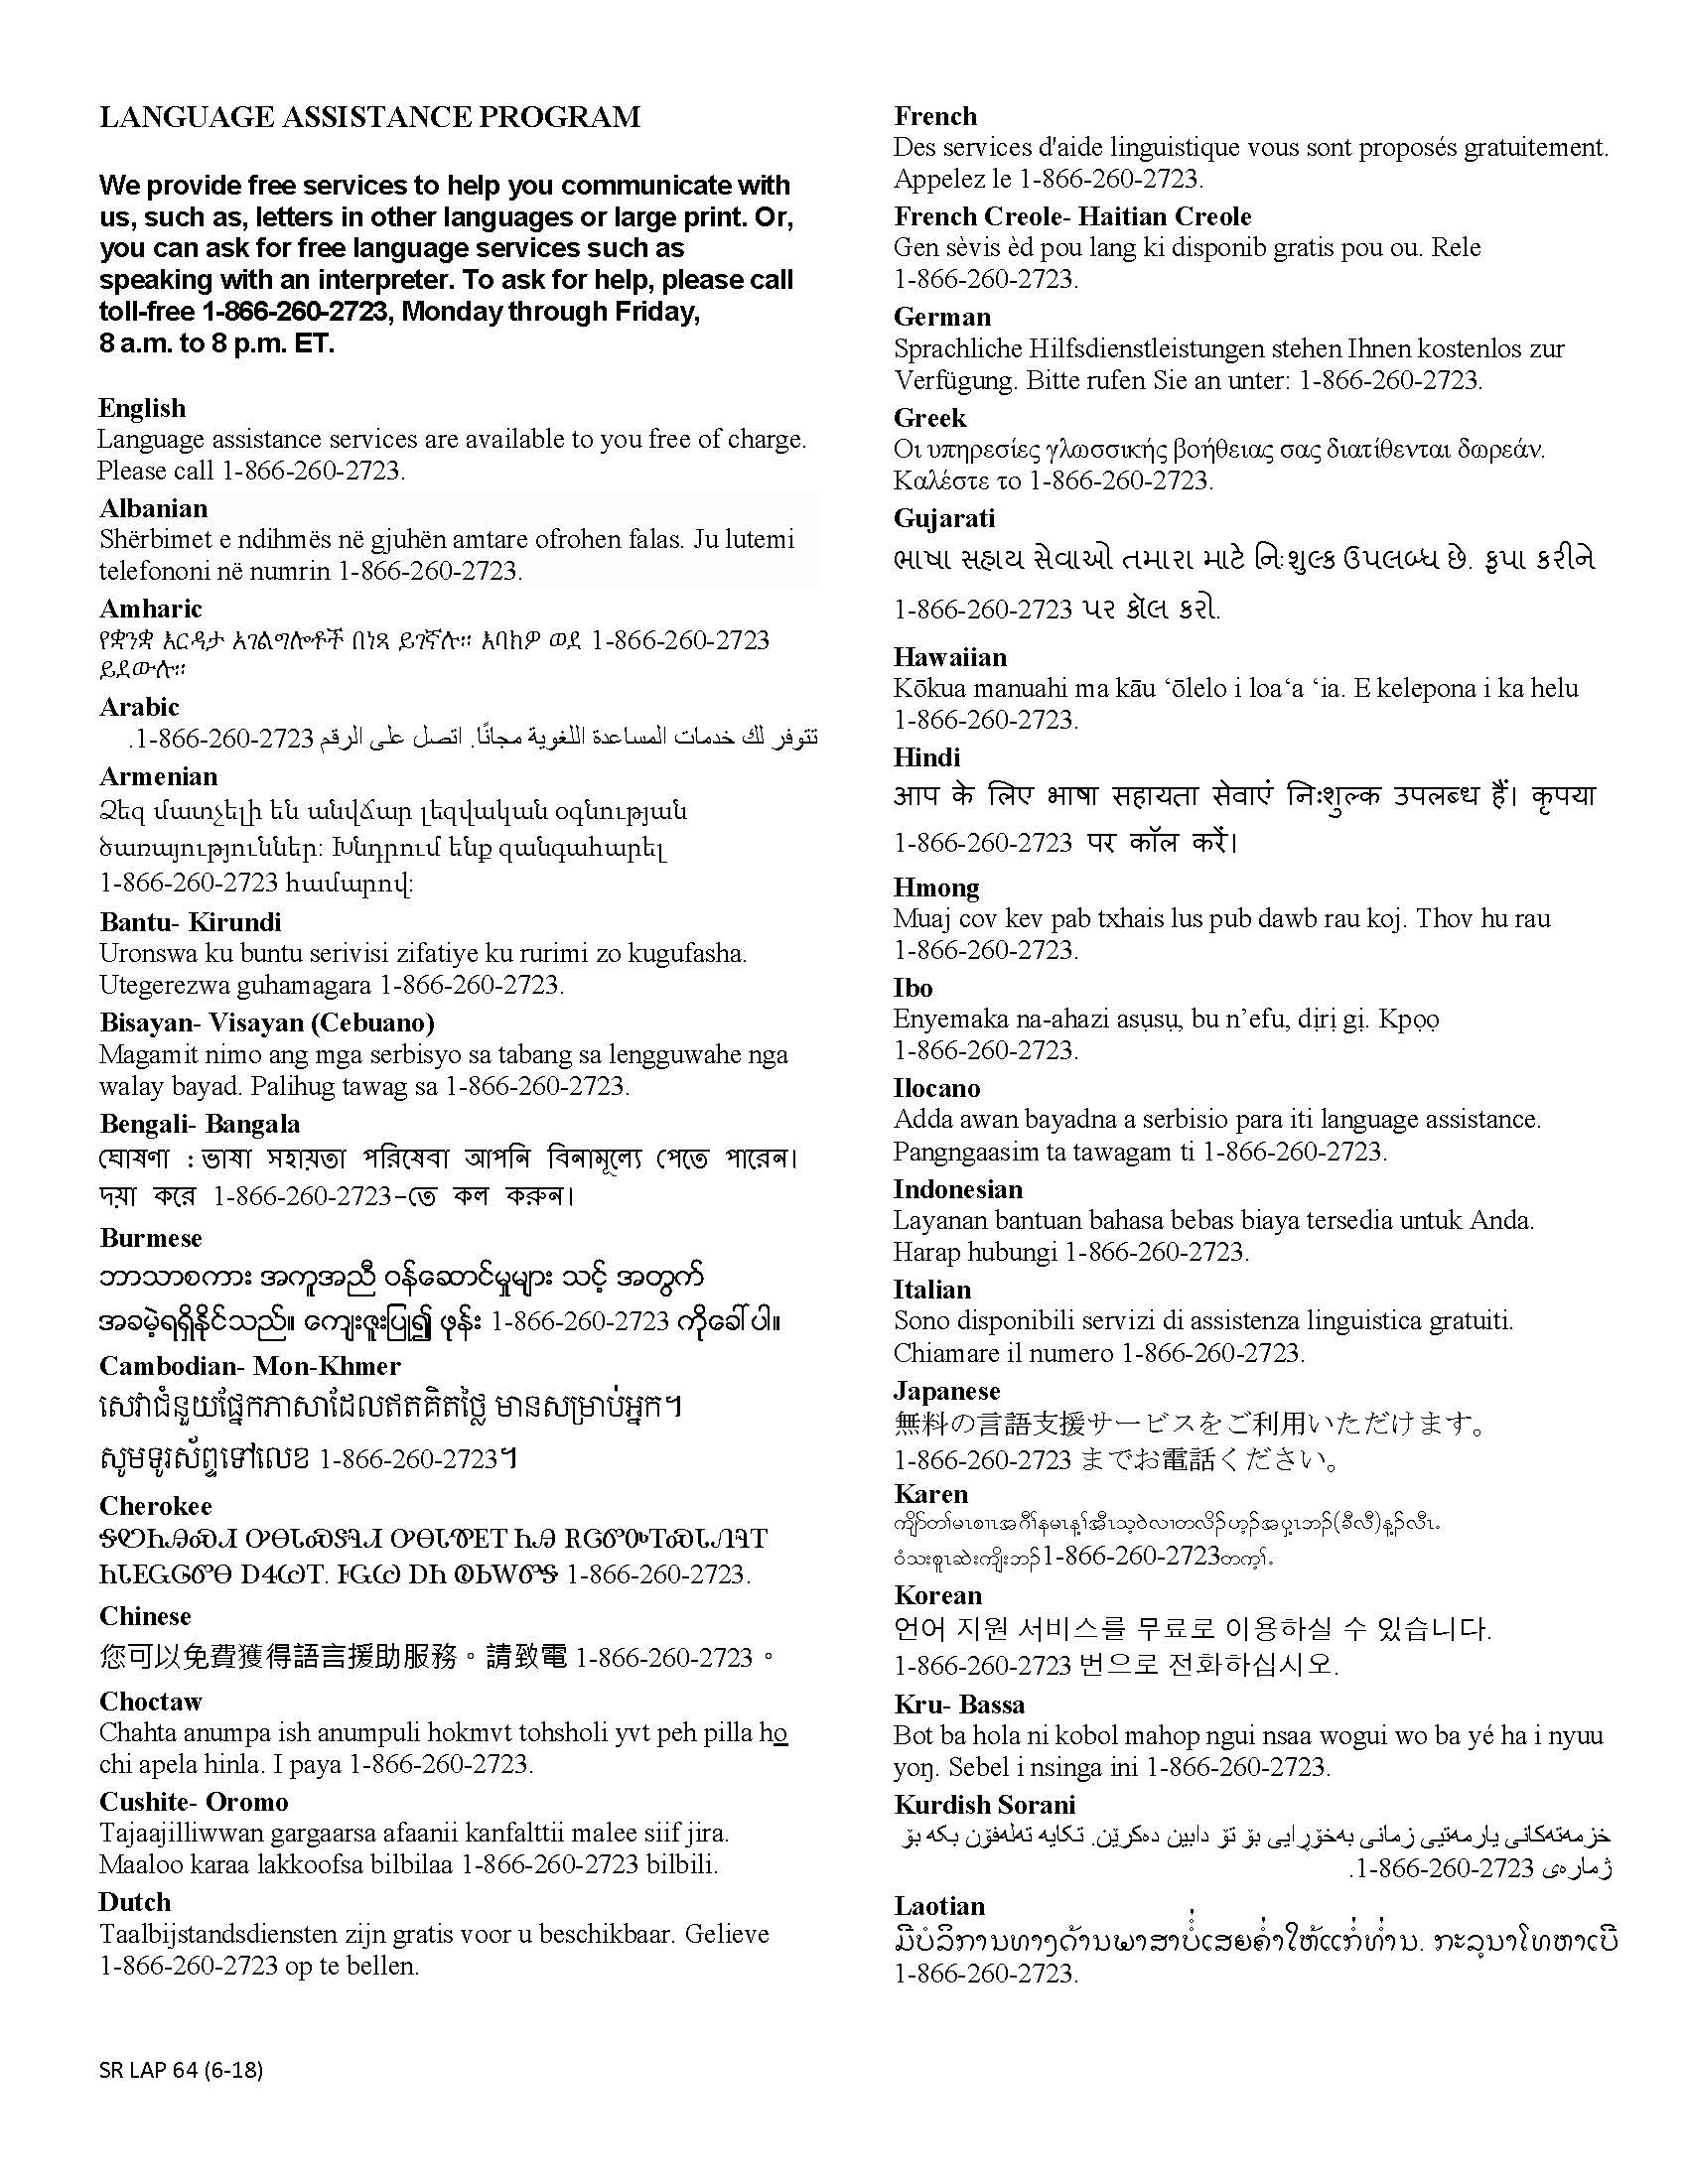 LANGUAGE ASSISTANCE PROGRAM
We provide free services to help you communicate with
us, such as, letters in other languages or large print. Or,
you can ask for free language services such as
speaking with an interpreter. To ask for help, please call
toll-free 1-866-260-2723, Monday through Friday,
8 a.m. to 8 p.m. ET.
English
Language assistance services are available to you free of charge.
Please call 1-866-260-2723.
Albanian
Shërbimet e ndihmës në gjuhën amtare ofrohen falas. Ju lutemi
telefononi në numrin 1-866-260-2723.
Amharic
የቋንቋ እርዳታ አገልግሎቶች በነጻ ይገኛሉ። እባክዎ ወደ 1-866-260-2723
ይደውሉ።
Arabic
تتوفر لك خدمات المساعدة اللغوية مجانًا. اتصل على الرقم 1-866-260-2723.
Armenian
Ձեզ մատչելի են անվճար լեզվական օգնության
ծառայություններ: Խնդրում ենք զանգահարել
1-866-260-2723 համարով:
Bantu- Kirundi
Uronswa ku buntu serivisi zifatiye ku rurimi zo kugufasha.
Utegerezwa guhamagara 1-866-260-2723.
Bisayan- Visayan (Cebuano)
Magamit nimo ang mga serbisyo sa tabang sa lengguwahe nga
walay bayad. Palihug tawag sa 1-866-260-2723.
Bengali- Bangala
ঘোষণা : ভাষা সহায়তা পরিষেবা আপনি বিনামূল্যে পেতে পারেন।
দয়া করে 1-866-260-2723-তে কল করুন।
Burmese
ဘာသာစကား အကူအညီ ဝန်ဆောင်မှုများ သင့် အတွက်
အခမဲ့ရရှိနိုင်သည်။ ကျေးဇူးပြု၍ ဖုန်း 1-866-260-2723 ကိုခေါ်ပါ။
Cambodian- Mon-Khmer
សេវាជំនួយផ្នែកភាសាដែលឥតគិតថ្លៃ មានសម្រាប់អ្នក។
សូមទូរស័ព្ទទៅលេខ 1-866-260-2723។
Cherokee
ᎦᏬᏂᎯᏍᏗ ᎤᎾᏓᏍᏕᎸᏗ ᎤᎾᏓᏡᎬᎢ ᏂᎯ ᎡᏣᏛᏅᎢᏍᏓᏁᎸᎢ
ᏂᏓᎬᏩᎶᏛᎾ ᎠᏎᏊᎢ. ᎰᏩᏊ ᎠᏂ ᏫᏏᎳᏛᎦ 1-866-260-2723.
Chinese
您可以免費獲得語言援助服務。請致電 1-866-260-2723。
Choctaw
Chahta anumpa ish anumpuli hokmvt tohsholi yvt peh pilla ho̲
chi apela hinla. I paya 1-866-260-2723.
Cushite- Oromo
Tajaajilliwwan gargaarsa afaanii kanfalttii malee siif jira.
Maaloo karaa lakkoofsa bilbilaa 1-866-260-2723 bilbili.
Dutch
Taalbijstandsdiensten zijn gratis voor u beschikbaar. Gelieve
1-866-260-2723 op te bellen.
SR LAP 64 (6-18)
French
Des services d'aide linguistique vous sont proposés gratuitement.
Appelez le 1-866-260-2723.
French Creole- Haitian Creole
Gen sèvis èd pou lang ki disponib gratis pou ou. Rele
1-866-260-2723.
German
Sprachliche Hilfsdienstleistungen stehen Ihnen kostenlos zur
Verfügung. Bitte rufen Sie an unter: 1-866-260-2723.
Greek
Οι υπηρεσίες γλωσσικής βοήθειας σας διατίθενται δωρεάν.
Καλέστε το 1-866-260-2723.
Gujarati
ભાષા સહાય સેવાઓ તમારા માટે નિઃશુલ્ક ઉપલબ્ધ છે. કૃપા કરીને
1-866-260-2723 પર કૉલ કરો.
Hawaiian
Kōkua manuahi ma kāu ʻōlelo i loaʻa ʻia. E kelepona i ka helu
1-866-260-2723.
Hindi
आप के लिए भाषा सहायता सेवाएं निःशुल्क उपलब्ध हैं। कृपया
1-866-260-2723 पर कॉल करें।
Hmong
Muaj cov kev pab txhais lus pub dawb rau koj. Thov hu rau
1-866-260-2723.
Ibo
Enyemaka na-ahazi asụsụ, bu n’efu, dịrị gị. Kpọọ
1-866-260-2723.
Ilocano
Adda awan bayadna a serbisio para iti language assistance.
Pangngaasim ta tawagam ti 1-866-260-2723.
Indonesian
Layanan bantuan bahasa bebas biaya tersedia untuk Anda.
Harap hubungi 1-866-260-2723.
Italian
Sono disponibili servizi di assistenza linguistica gratuiti.
Chiamare il numero 1-866-260-2723.
Japanese
無料の言語支援サービスをご利用いただけます。
1-866-260-2723 までお電話ください。
Karen
1-866-260-2723
Korean
언어 지원 서비스를 무료로 이용하실 수 있습니다.
1-866-260-2723 번으로 전화하십시오.
Kru- Bassa
Bot ba hola ni kobol mahop ngui nsaa wogui wo ba yé ha i nyuu
yoŋ. Sebel i nsinga ini 1-866-260-2723.
Kurdish Sorani
خزمەتەکانی یارمەتیی زمانی بەخۆڕایی بۆ تۆ دابین دەکرێن. تکایە تەلەفۆن بکە بۆ
ژمارەی 1-866-260-2723.
Laotian
ມີບໍລິການທາງດ້ານພາສາບໍ່ເສຍຄ່າໃຫ້ແກ່ທ່ານ. ກະລຸນາໂທຫາເບີ
1-866-260-2723.